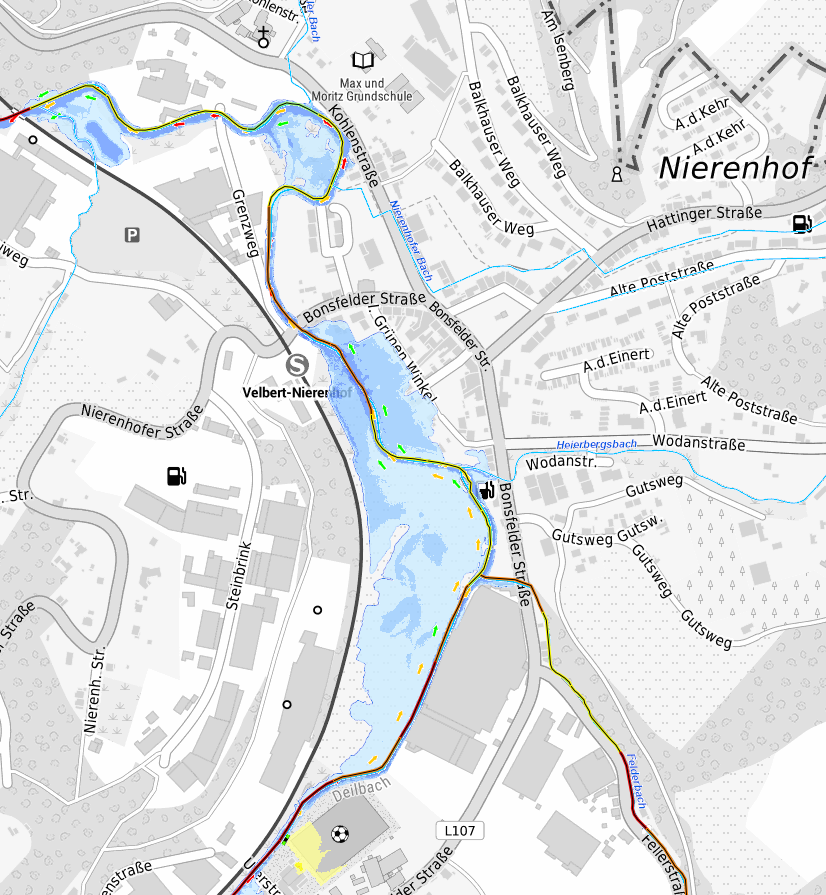 Kohlenstr.
Am Isenberg
Max und
Moritz Grundschule
Kohlenstraße
Balkhauser Weg
Balkhauser Weg
Balkhauser Weg
A.d.Kehr
A.d.Kehr
Nierenhof
Hattinger Straße
P
Grenzweg
Nierenhofer Bach
Alte Poststraße
Alte Poststraße
Alte Poststraße
Bonsfelder Straße
Bonsfelder Str.
I. Grünen Winkel
S
Velbert-Nierenhof
A.d.Einert
A.d.Einert
Nierenhofer Straße
Heierbergsbach
Wodanstraße
Wodanstr.
Bonsfelder Straße
Gutsweg
Gutsweg
Gutsw.
Gutsweg
Gutsweg
Steinbrink
Nierenh. Str.
Deilbach
Felderbach
L107